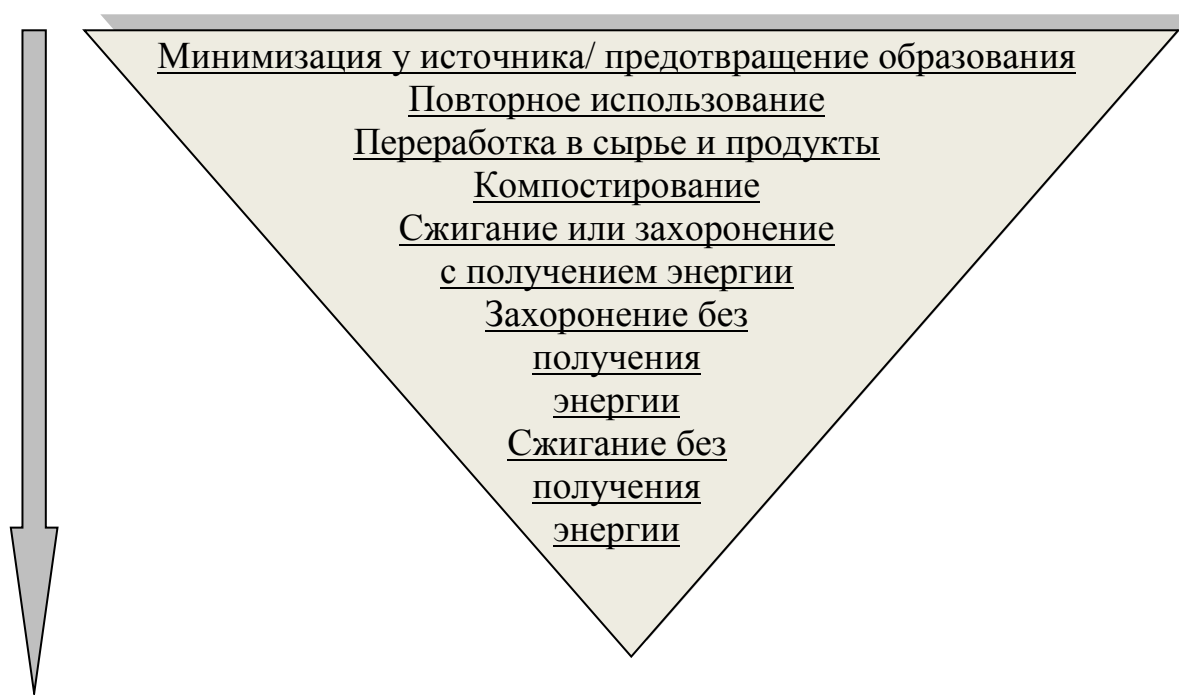 Минимизация у источника/ предотвращение образования
Повторное использование
Переработка в сырье и продукты
Компостирование
Сжигание или захоронение
с получением энергии
Захоронение без
получения
энергии
Сжигание без
получения
энергии